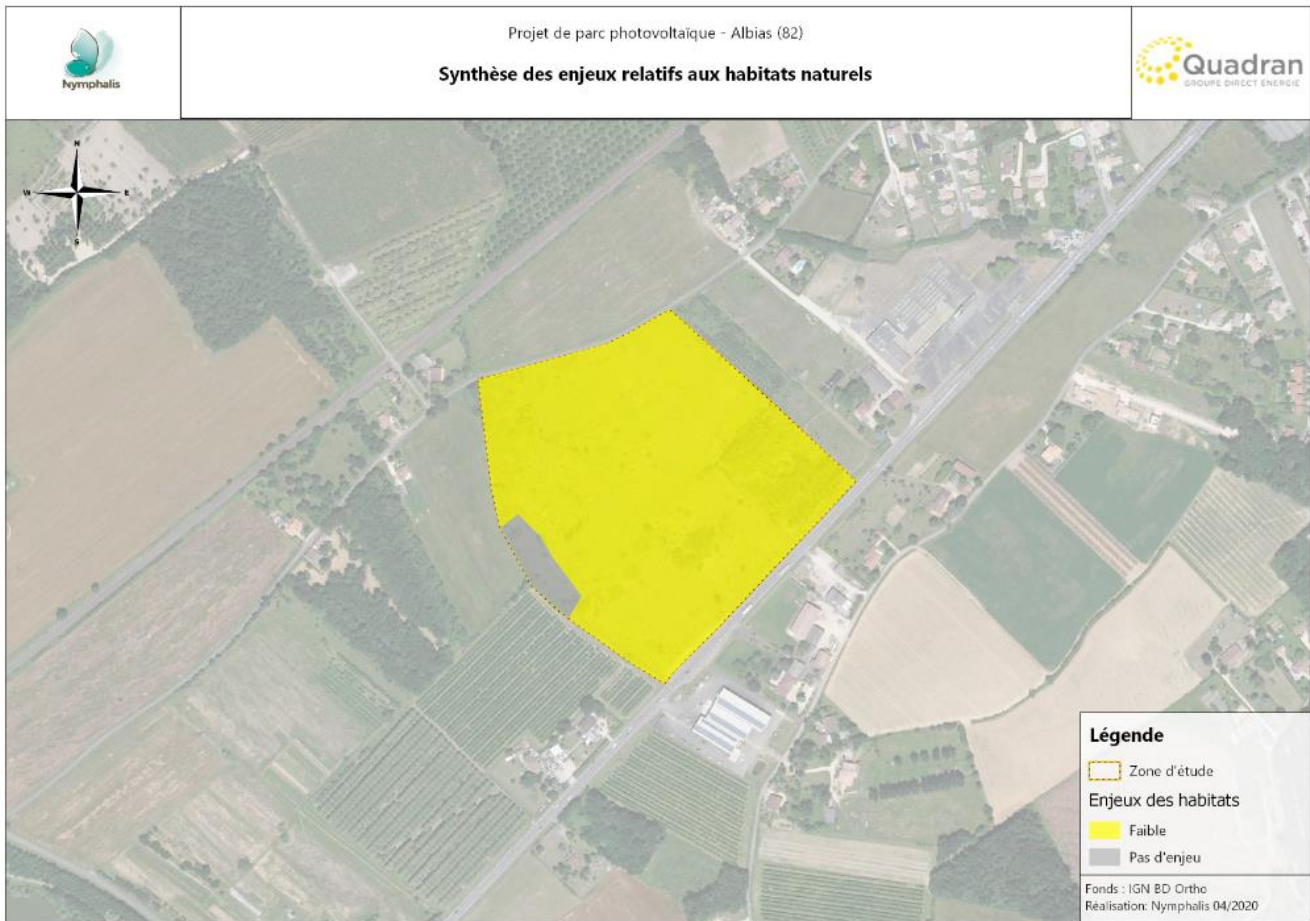 Nymphalis
Projet de parc photovoltaïque - Albias (82)
Synthèse des enjeux relatifs aux habitats naturels
Quadran
GROUPE DIRECT ENERGIE
N
W
E
S
Légende
Zone d'étude
Enjeux des habitats
Faible
Pas d'enjeu
Fonds : IGN BD Ortho
Réalisation: Nymphalis 04/2020